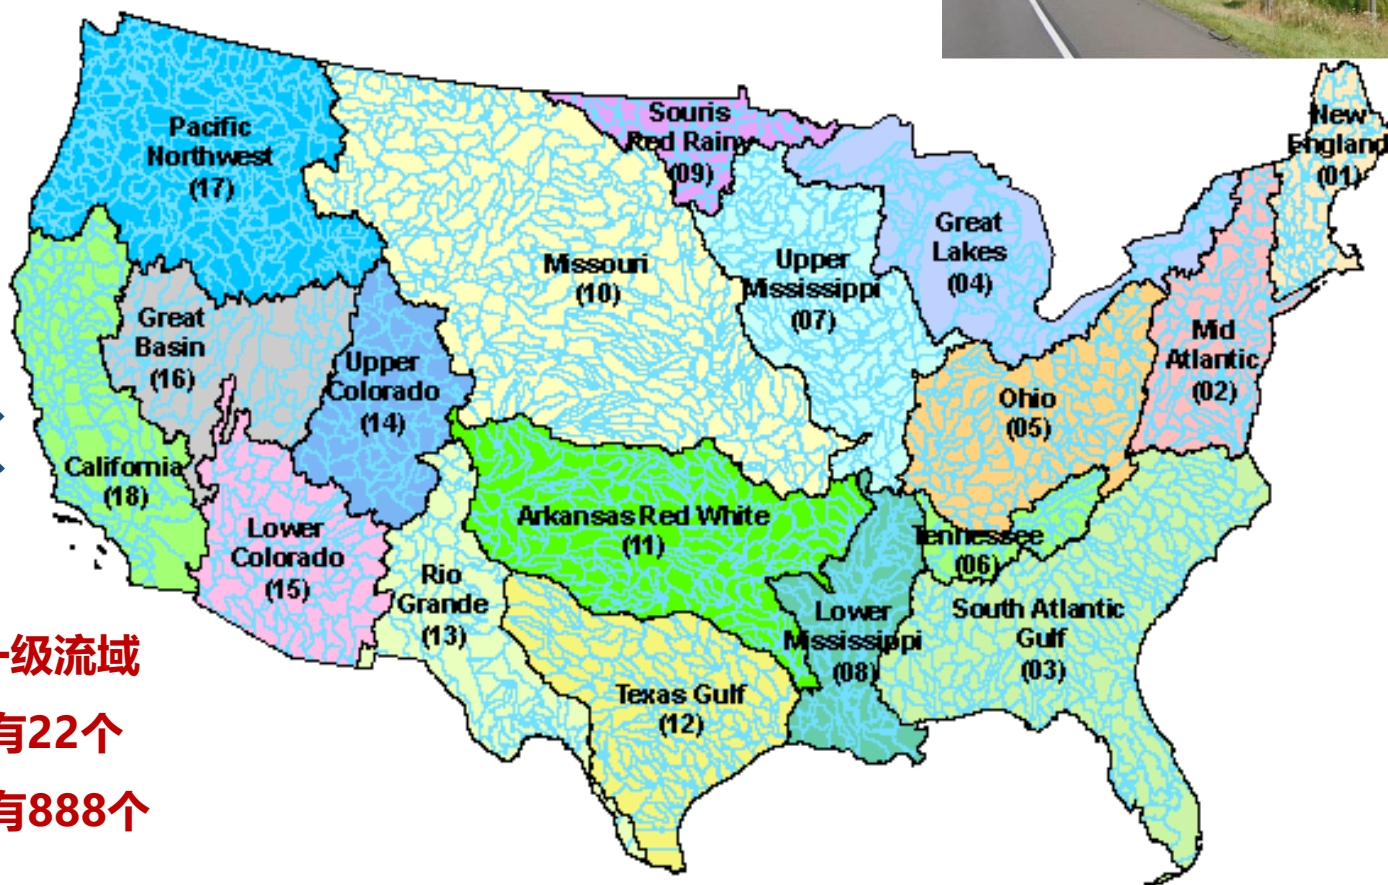 Pacific
Northwest
(17)
Souris
Red Rainy
(09)
New
England
(01)
Great
Lakes
(04)
Missouri
(10)
Upper
Mississippi
(07)
Great
Basin
(16)
Mid
Atlantic
(02)
Upper
Colorado
(14)
Ohio
(05)
California
(18)
Arkansas Red White
(11)
Lower
Colorado
(15)
Tennessee
(06)
Rio
Grande
(13)
Lower
Mississippi
(08)
South Atlantic
Gulf
(03)
Texas Gulf
(12)
级流域
有22个
有888个